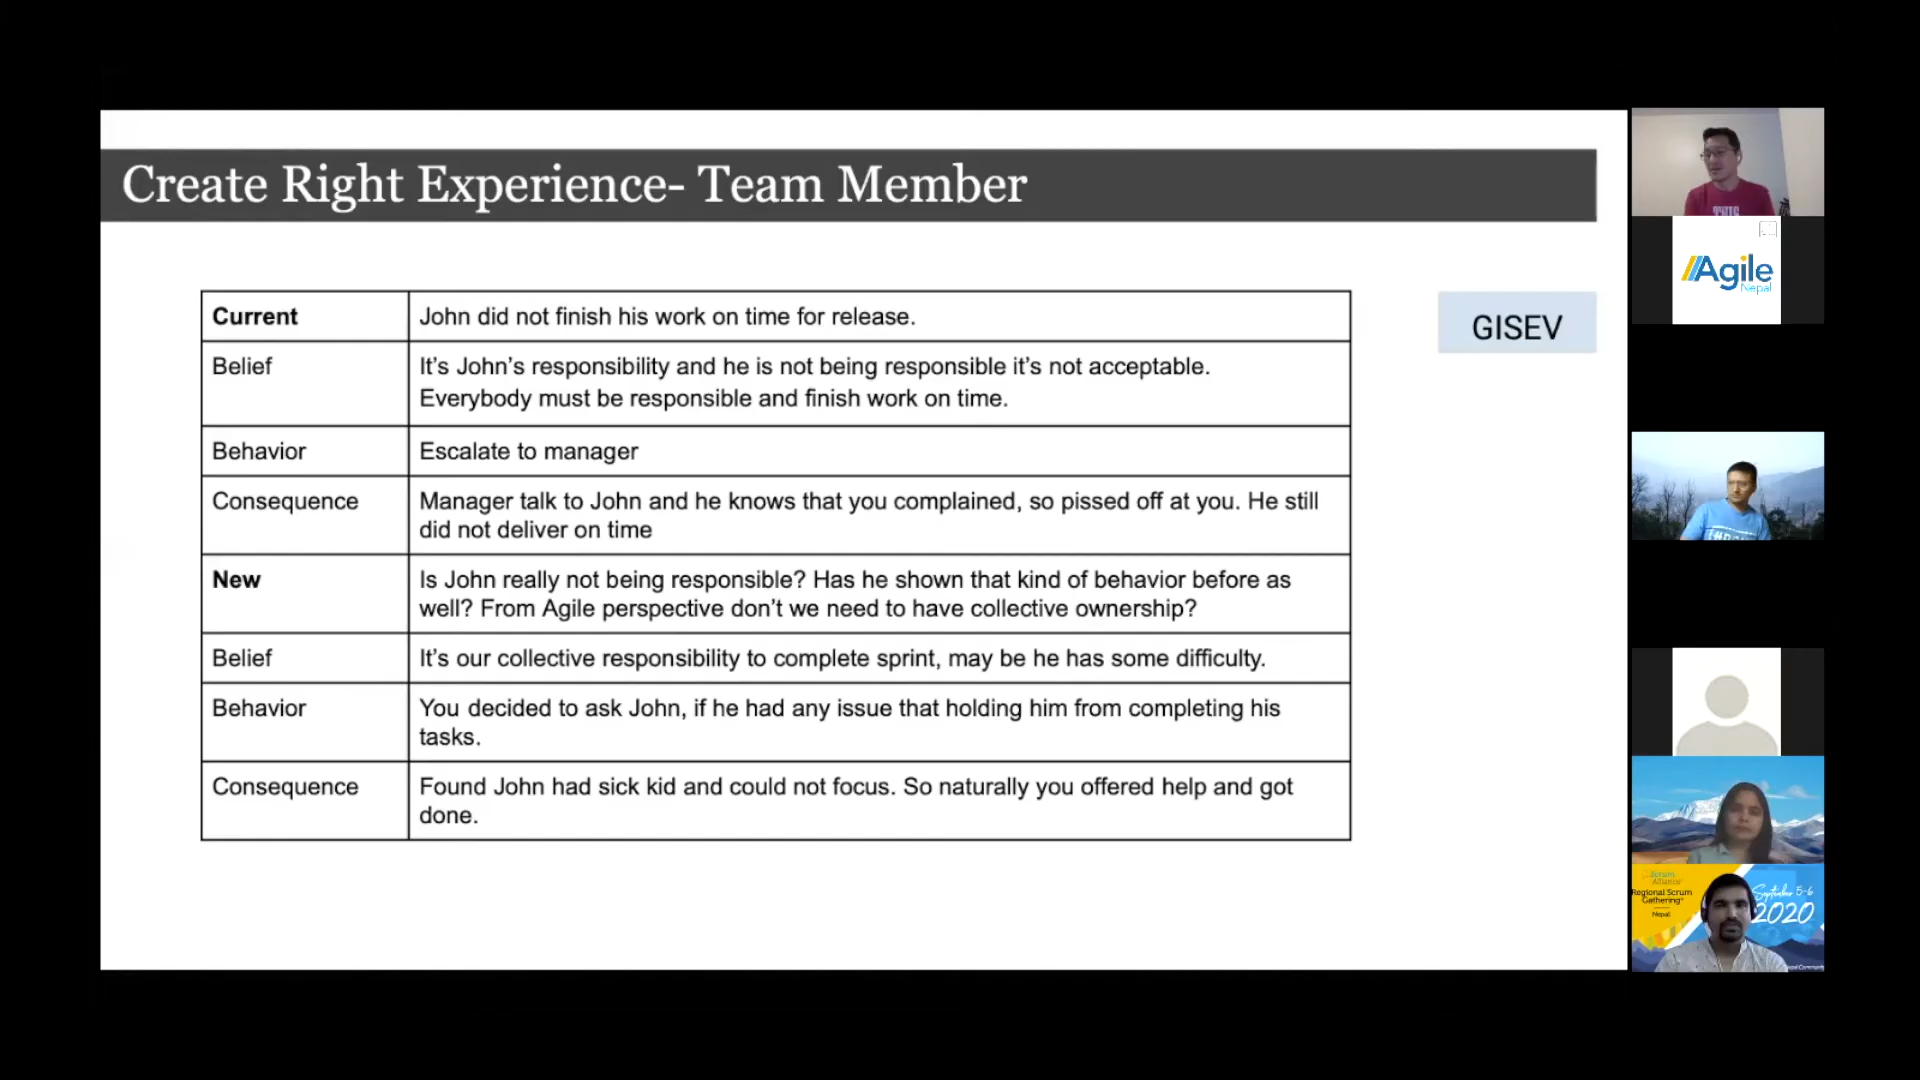 Create Right Experience- Team Member
Current
John did not finish his work on time for release.
Belief
It's John's responsibility and he is not being responsible it's not acceptable.
Everybody must be responsible and finish work on time.
Behavior
Escalate to manager
Consequence
Manager talk to John and he knows that you complained, so pissed off at you. He still
did not deliver on time
New
Is John really not being responsible? Has he shown that kind of behavior before as
well? From Agile perspective don't we need to have collective ownership?
Belief
It's our collective responsibility to complete sprint, may be he has some difficulty.
Behavior
You decided to ask John, if he had any issue that holding him from completing his
tasks.
Consequence
Found John had sick kid and could not focus. So naturally you offered help and got
done.
GISEV
THIS
Agile
Nepal
Scrum
Alliance
Regional Scrum
Gathering
Nepal
September 5-6
2020